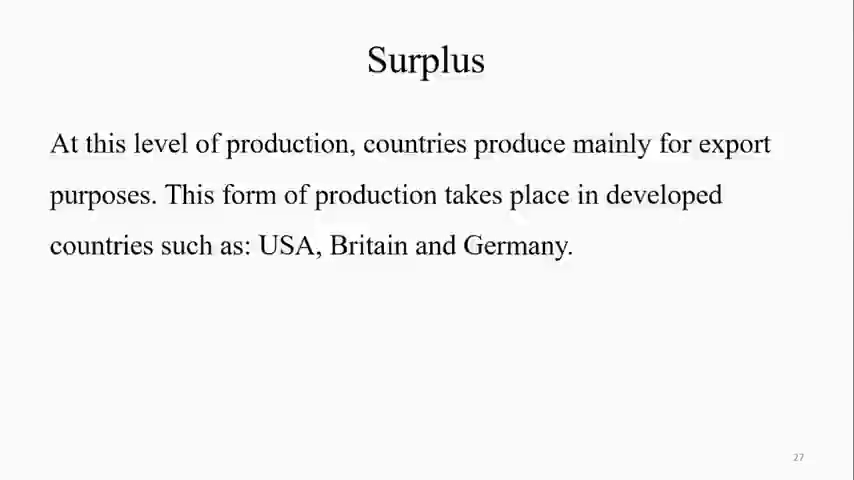 Surplus
At this level of production, countries produce mainly for export
purposes. This form of production takes place in developed
countries such as: USA, Britain and Germany.
27